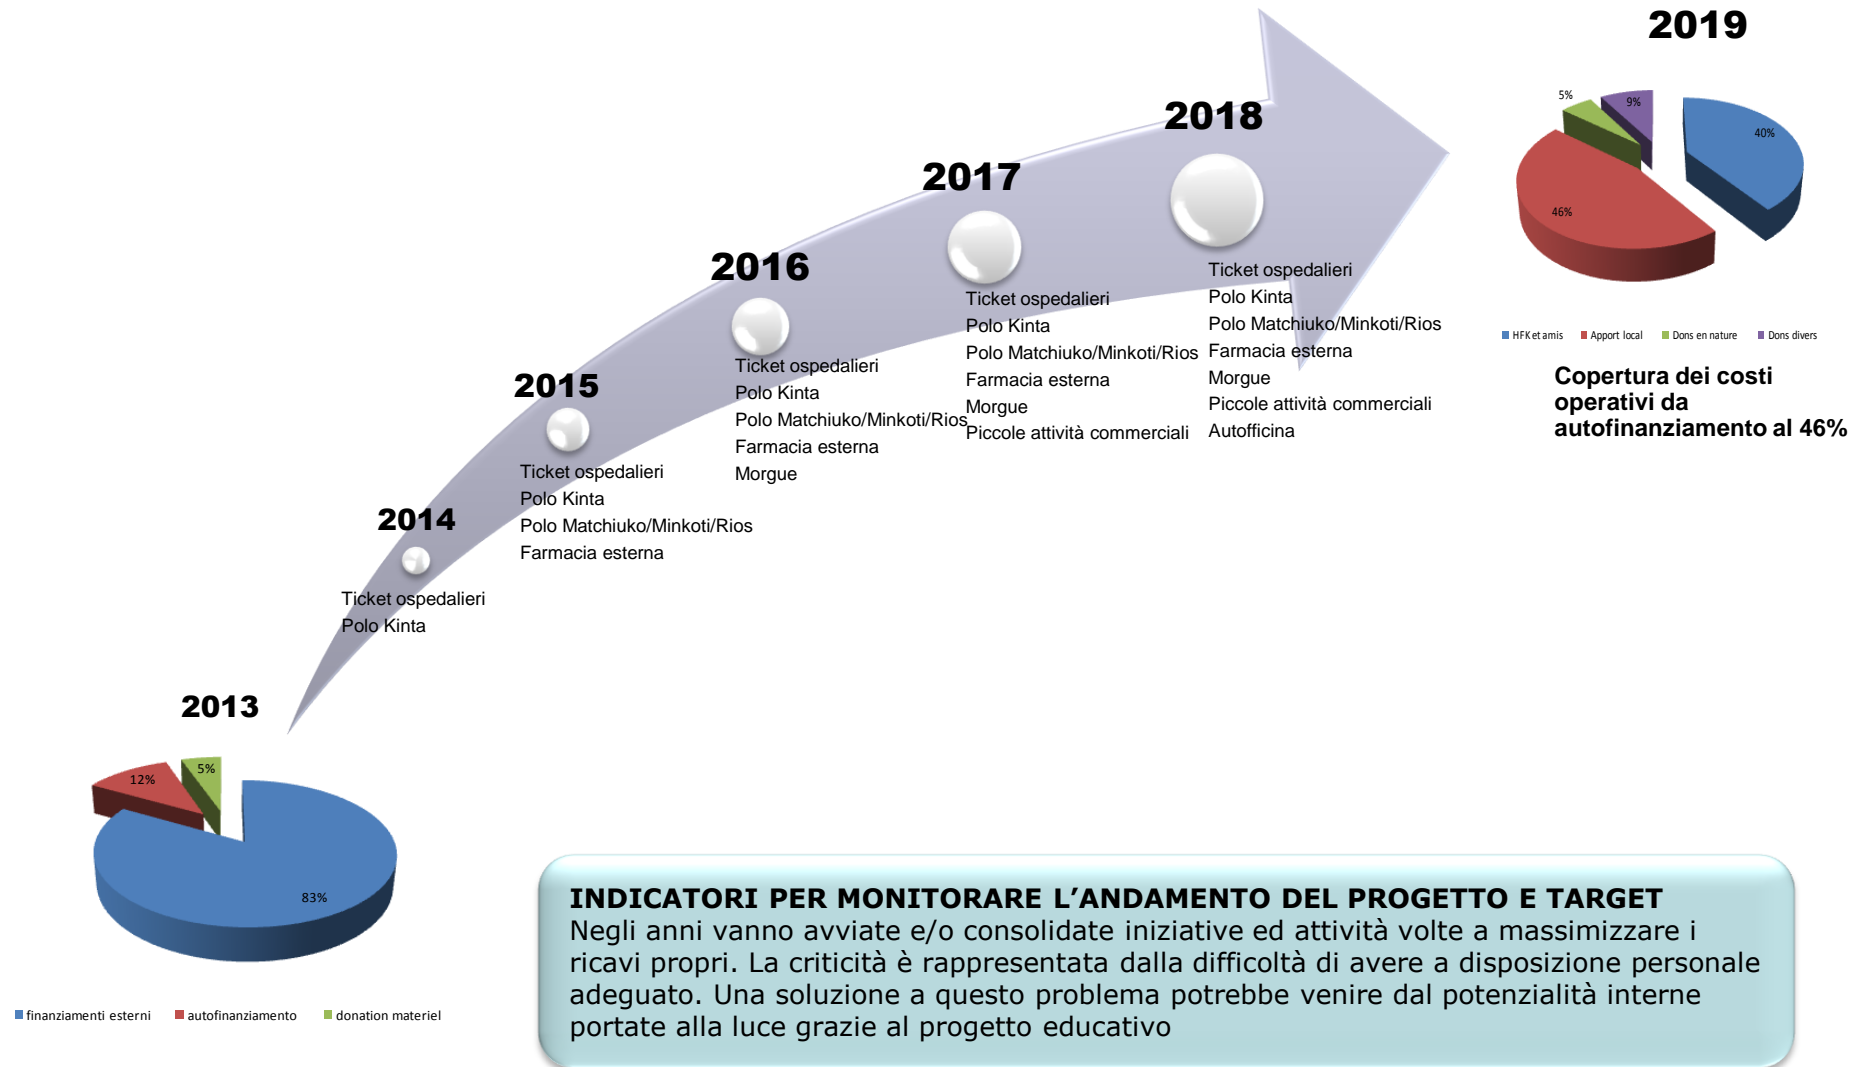 2013
12%
5%
83%
finanziamenti esterni
autofinanziamento
donation materiel
2014
Ticket ospedalieri
Polo Kinta
2015
Ticket ospedalieri
Polo Kinta
Polo Matchiuko/Minkoti/Rios
Farmacia esterna
2016
Ticket ospedalieri
Polo Kinta
Polo Matchiuko/Minkoti/Rios
Farmacia esterna
Morgue
2017
Ticket ospedalieri
Polo Kinta
Polo Matchiuko/Minkoti/Rios
Farmacia esterna
Morgue
Piccole attività commerciali
2018
Ticket ospedalieri
Polo Kinta
Polo Matchiuko/Minkoti/Rios
Farmacia esterna
Morgue
Piccole attività commerciali
Autofficina
2019
5%
9%
40%
46%
HFK et amis
Apport local
Dons en nature
Dons divers
Copertura dei costi
operativi da
autofinanziamento al 46%
INDICATORI PER MONITORARE L’ANDAMENTO DEL PROGETTO E TARGET
Negli anni vanno avviate e/o consolidate iniziative ed attività volte a massimizzare i
ricavi propri. La criticità è rappresentata dalla difficoltà di avere a disposizione personale
adeguato. Una soluzione a questo problema potrebbe venire dal potenzialità interne
portate alla luce grazie al progetto educativo